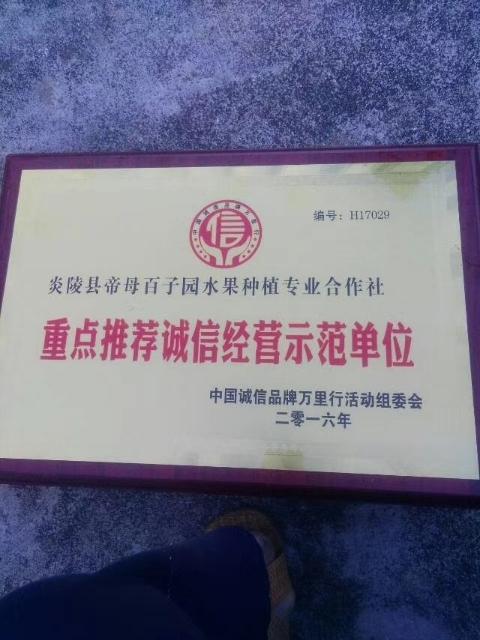 编号：H17029
信
炎陵县帝母百子园水果种植专业合作社
重点推荐诚信经营示范单位
中国诚信品牌万里行活动组委会
二零一六年